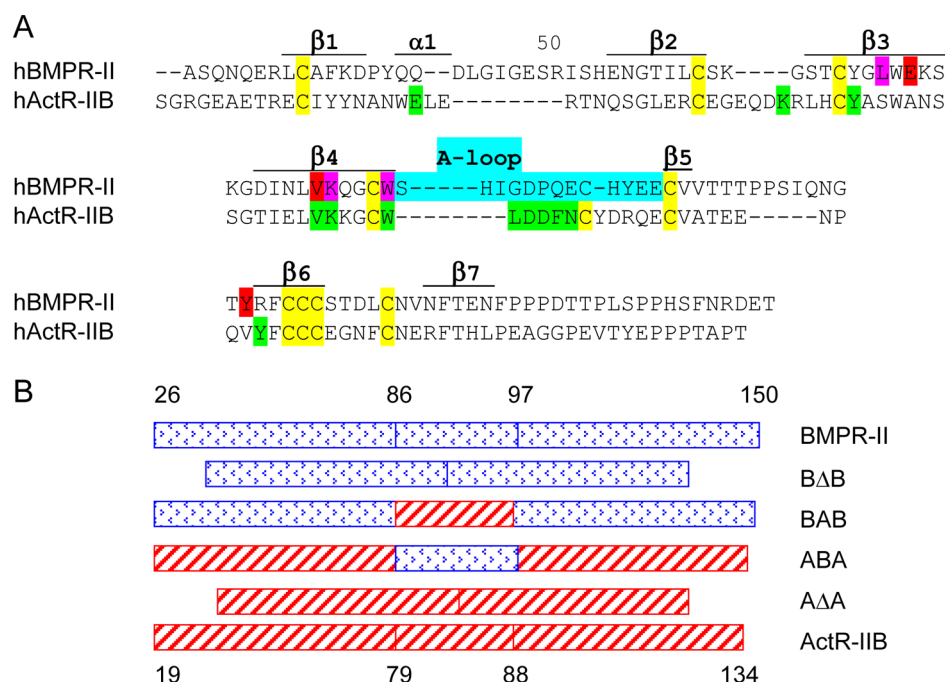 A
β1 α1 50 β2 β3
hBMPR-II --ASQNQERLCAFKDPYQQ--DLGIGESRISHENGTILCSK----GSTCYGLWEKS
hActR-IIB SGRGEAETRECIYYNANWELE--------RTNQSGLERCEGEQDKRLHCYASWANS
β4 A-loop β5
hBMPR-II KGDINLVKQGCWS-----HIGDPQEC-HYEECVVTTTPPSIQNG
hActR-IIB SGTIELVKKGCW--------LDDFNCYDRQECVATEE-----NP
β6 β7
hBMPR-II TYRFCCCSTDLCNVNFTENFPPPDTTPLSPPHSFNRDET
hActR-IIB QVYFCCCEGNFCNERFTHLPEAGGPEVTYEPPPTAPT
B
26 86 97 150
BMPR-II
BΔB
BAB
ABA
AΔA
ActR-IIB
19 79 88 134